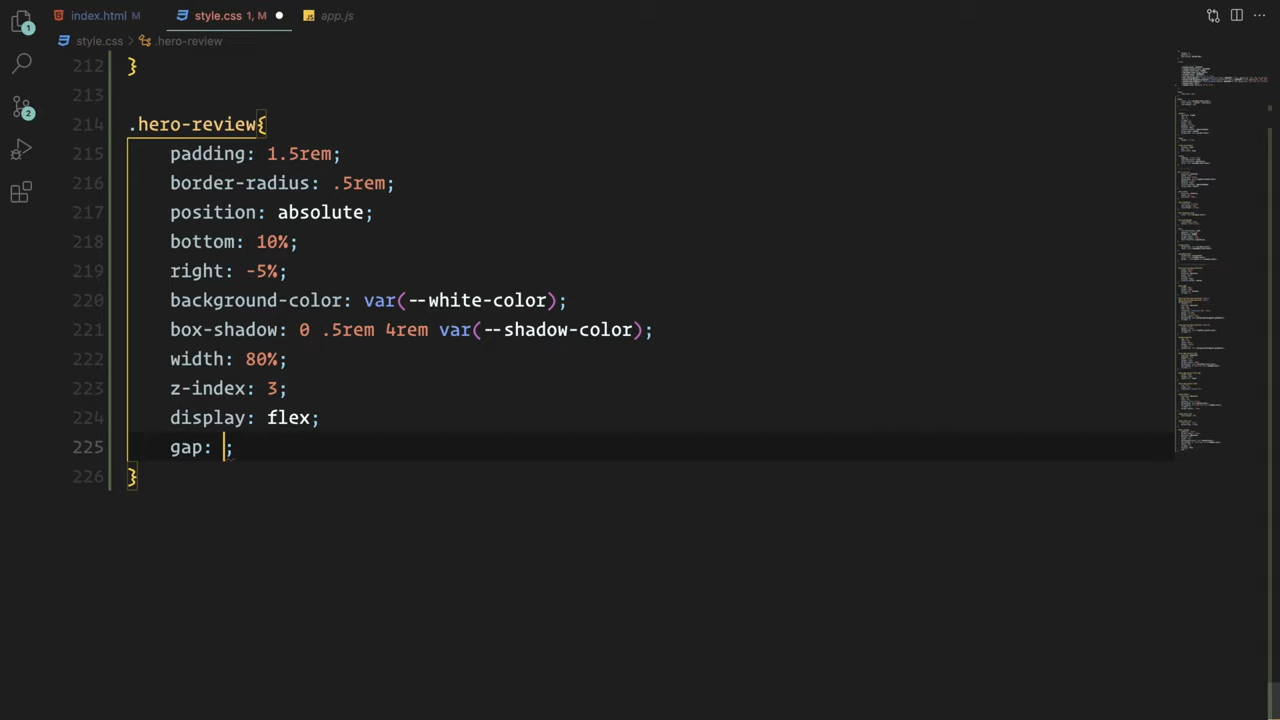 index.html M
style.css 1, M
app.js
style.css > .hero-review
212 }
213
214 .hero-review{
215 padding: 1.5rem;
216 border-radius: .5rem;
217 position: absolute;
218 bottom: 10%;
219 right: -5%;
220 background-color: var(--white-color);
221 box-shadow: 0 .5rem 4rem var(--shadow-color);
222 width: 80%;
223 z-index: 3;
224 display: flex;
225 gap: ;
226 }
1
2